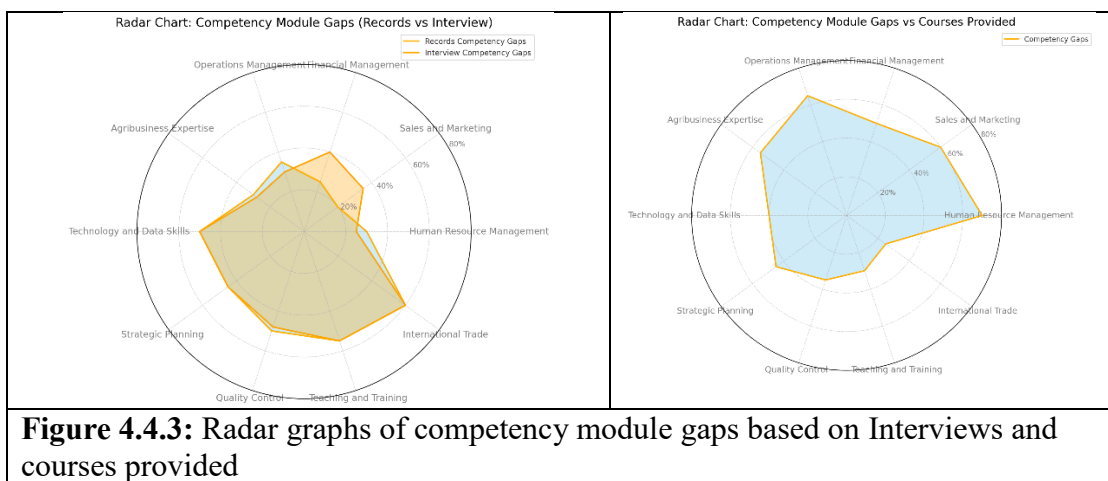 Radar Chart: Competency Module Gaps (Records vs Interview)
Records Competency Gaps
Interview Competency Gaps
Operations Management
Financial Management
Agribusiness Expertise
Sales and Marketing
80%
60%
40%
20%
Technology and Data Skills
Human Resource Management
Strategic Planning
International Trade
Quality Control
Teaching and Training
Radar Chart: Competency Module Gaps vs Courses Provided
Competency Gaps
Operations Management
Financial Management
Agribusiness Expertise
Sales and Marketing
80%
60%
40%
20%
Technology and Data Skills
Human Resource Management
Strategic Planning
International Trade
Quality Control
Teaching and Training
Figure 4.4.3: Radar graphs of competency module gaps based on Interviews and
courses provided